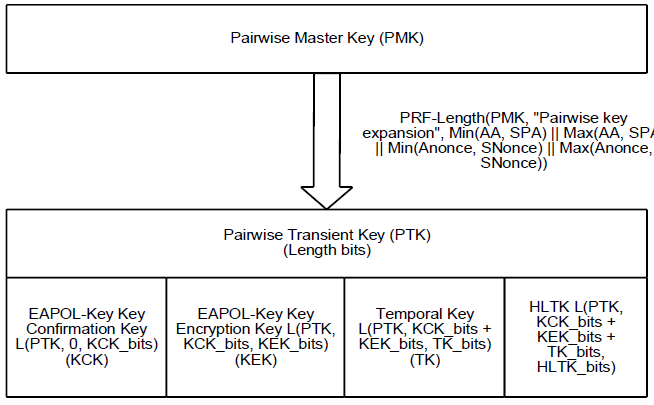 Pairwise Master Key (PMK)
PRF-Length(PMK, "Pairwise key
expansion", Min(AA, SPA) || Max(AA, SPA
|| Min(Anonce, SNonce) || Max(Anonce,
SNonce))
Pairwise Transient Key (PTK)
(Length bits)
EAPOL-Key Key
Confirmation Key
L(PTK, 0, KCK_bits)
(KCK)
EAPOL-Key Key
Encryption Key L(PTK,
KCK_bits, KEK_bits)
(KEK)
Temporal Key
L(PTK, KCK_bits +
KEK_bits, TK_bits)
(TK)
HLTK L(PTK,
KCK_bits +
KEK_bits +
TK_bits,
HLTK_bits)